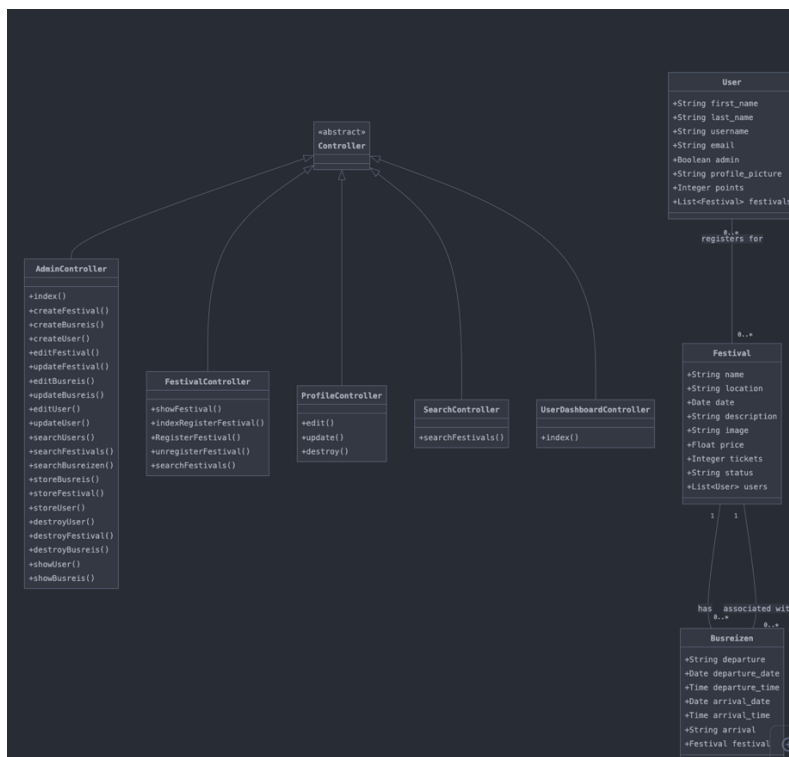 «abstract»
Controller
AdminController
+index()
+createFestival()
+createBusreis()
+createUser()
+editFestival()
+updateFestival()
+editBusreis()
+updateBusreis()
+editUser()
+updateUser()
+searchUsers()
+searchFestivals()
+searchBusreizen()
+storeBusreis()
+storeFestival()
+storeUser()
+destroyUser()
+destroyFestival()
+destroyBusreis()
+showUser()
+showBusreis()
FestivalController
+showFestival()
+indexRegisterFestival()
+RegisterFestival()
+unregisterFestival()
+searchFestivals()
ProfileController
+edit()
+update()
+destroy()
SearchController
+searchFestivals()
UserDashboardController
+index()
User
+String first_name
+String last_name
+String username
+String email
+Boolean admin
+String profile_picture
+Integer points
+List<Festival> festivals
0..*
registers for
0..*
Festival
+String name
+String location
+Date date
+String description
+String image
+Float price
+Integer tickets
+String status
+List<User> users
1
1
has
associated wit
0..*
0..*
Busreizen
+String departure
+Date departure_date
+Time departure_time
+Date arrival_date
+Time arrival_time
+String arrival
+Festival festival